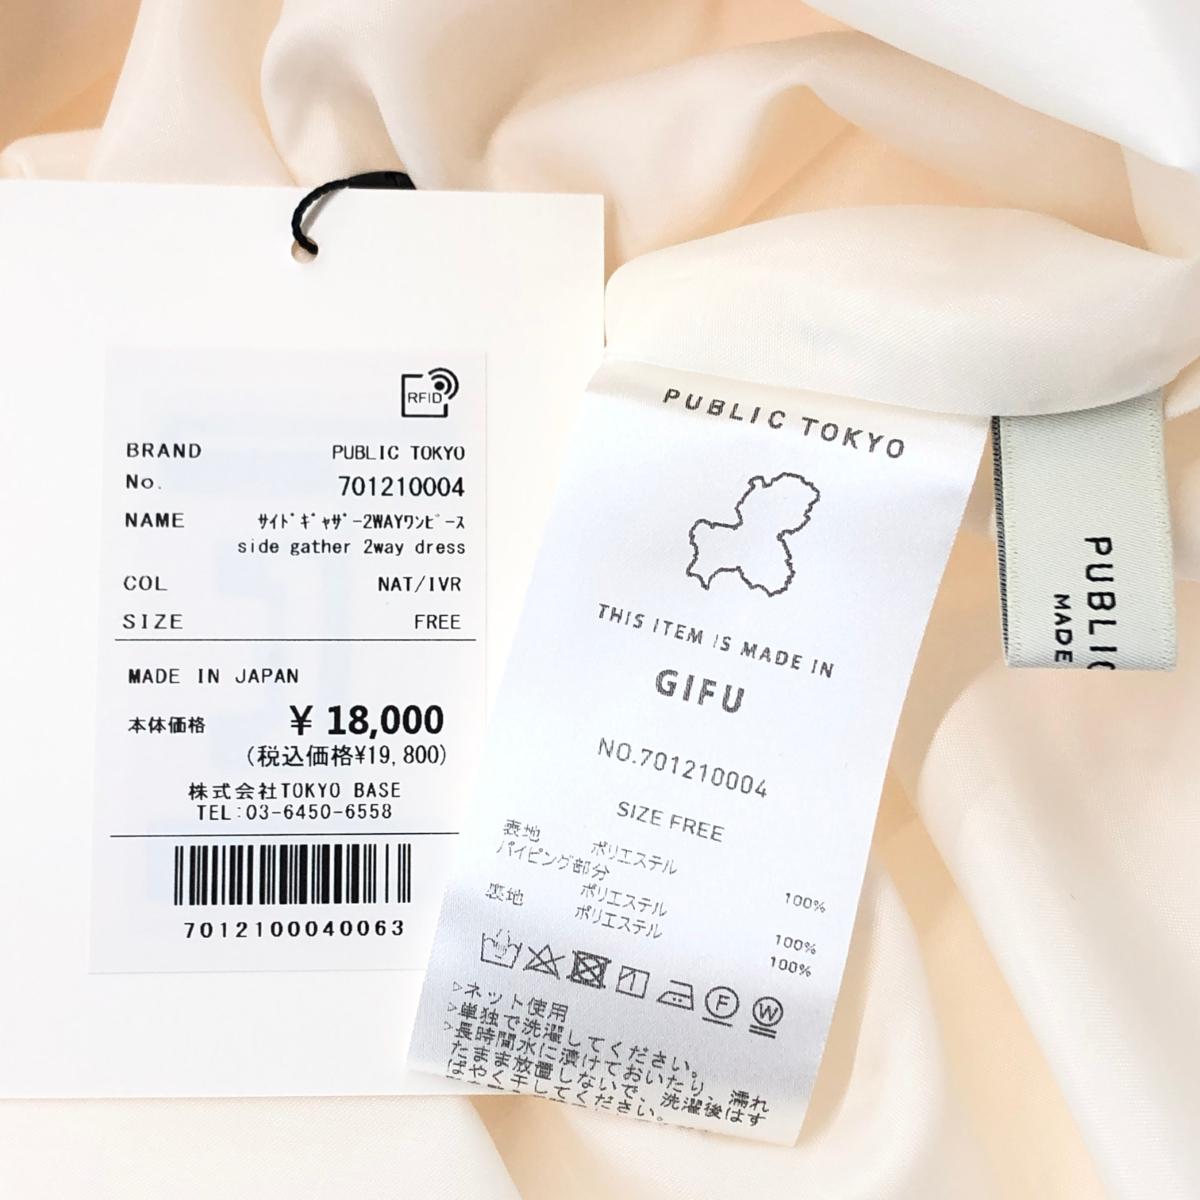 RFID
BRAND PUBLIC TOKYO
No. 701210004
NAME ｻｲﾄﾞｷﾞｬｻﾞｰ2WAYﾜﾝﾋﾟｰｽ
side gather 2way dress
COL NAT/IVR
SIZE FREE
MADE IN JAPAN
本体価格 ¥ 18,000
(税込価格¥19,800)
株式会社TOKYO BASE
TEL:03-6450-6558
7012100040063
PUBLIC TOKYO
THIS ITEM IS MADE IN
GIFU
NO.701210004
SIZE FREE
表地 ポリエステル 100%
パイピング部分
ポリエステル 100%
裏地 ポリエステル 100%
F W
▷ネット使用
▷単独で洗濯してください。
▷長時間水に漬けておいたり、濡れ
たまま放置しないで、洗濯後はす
ばやく干してください。
PUBLIC
MADE